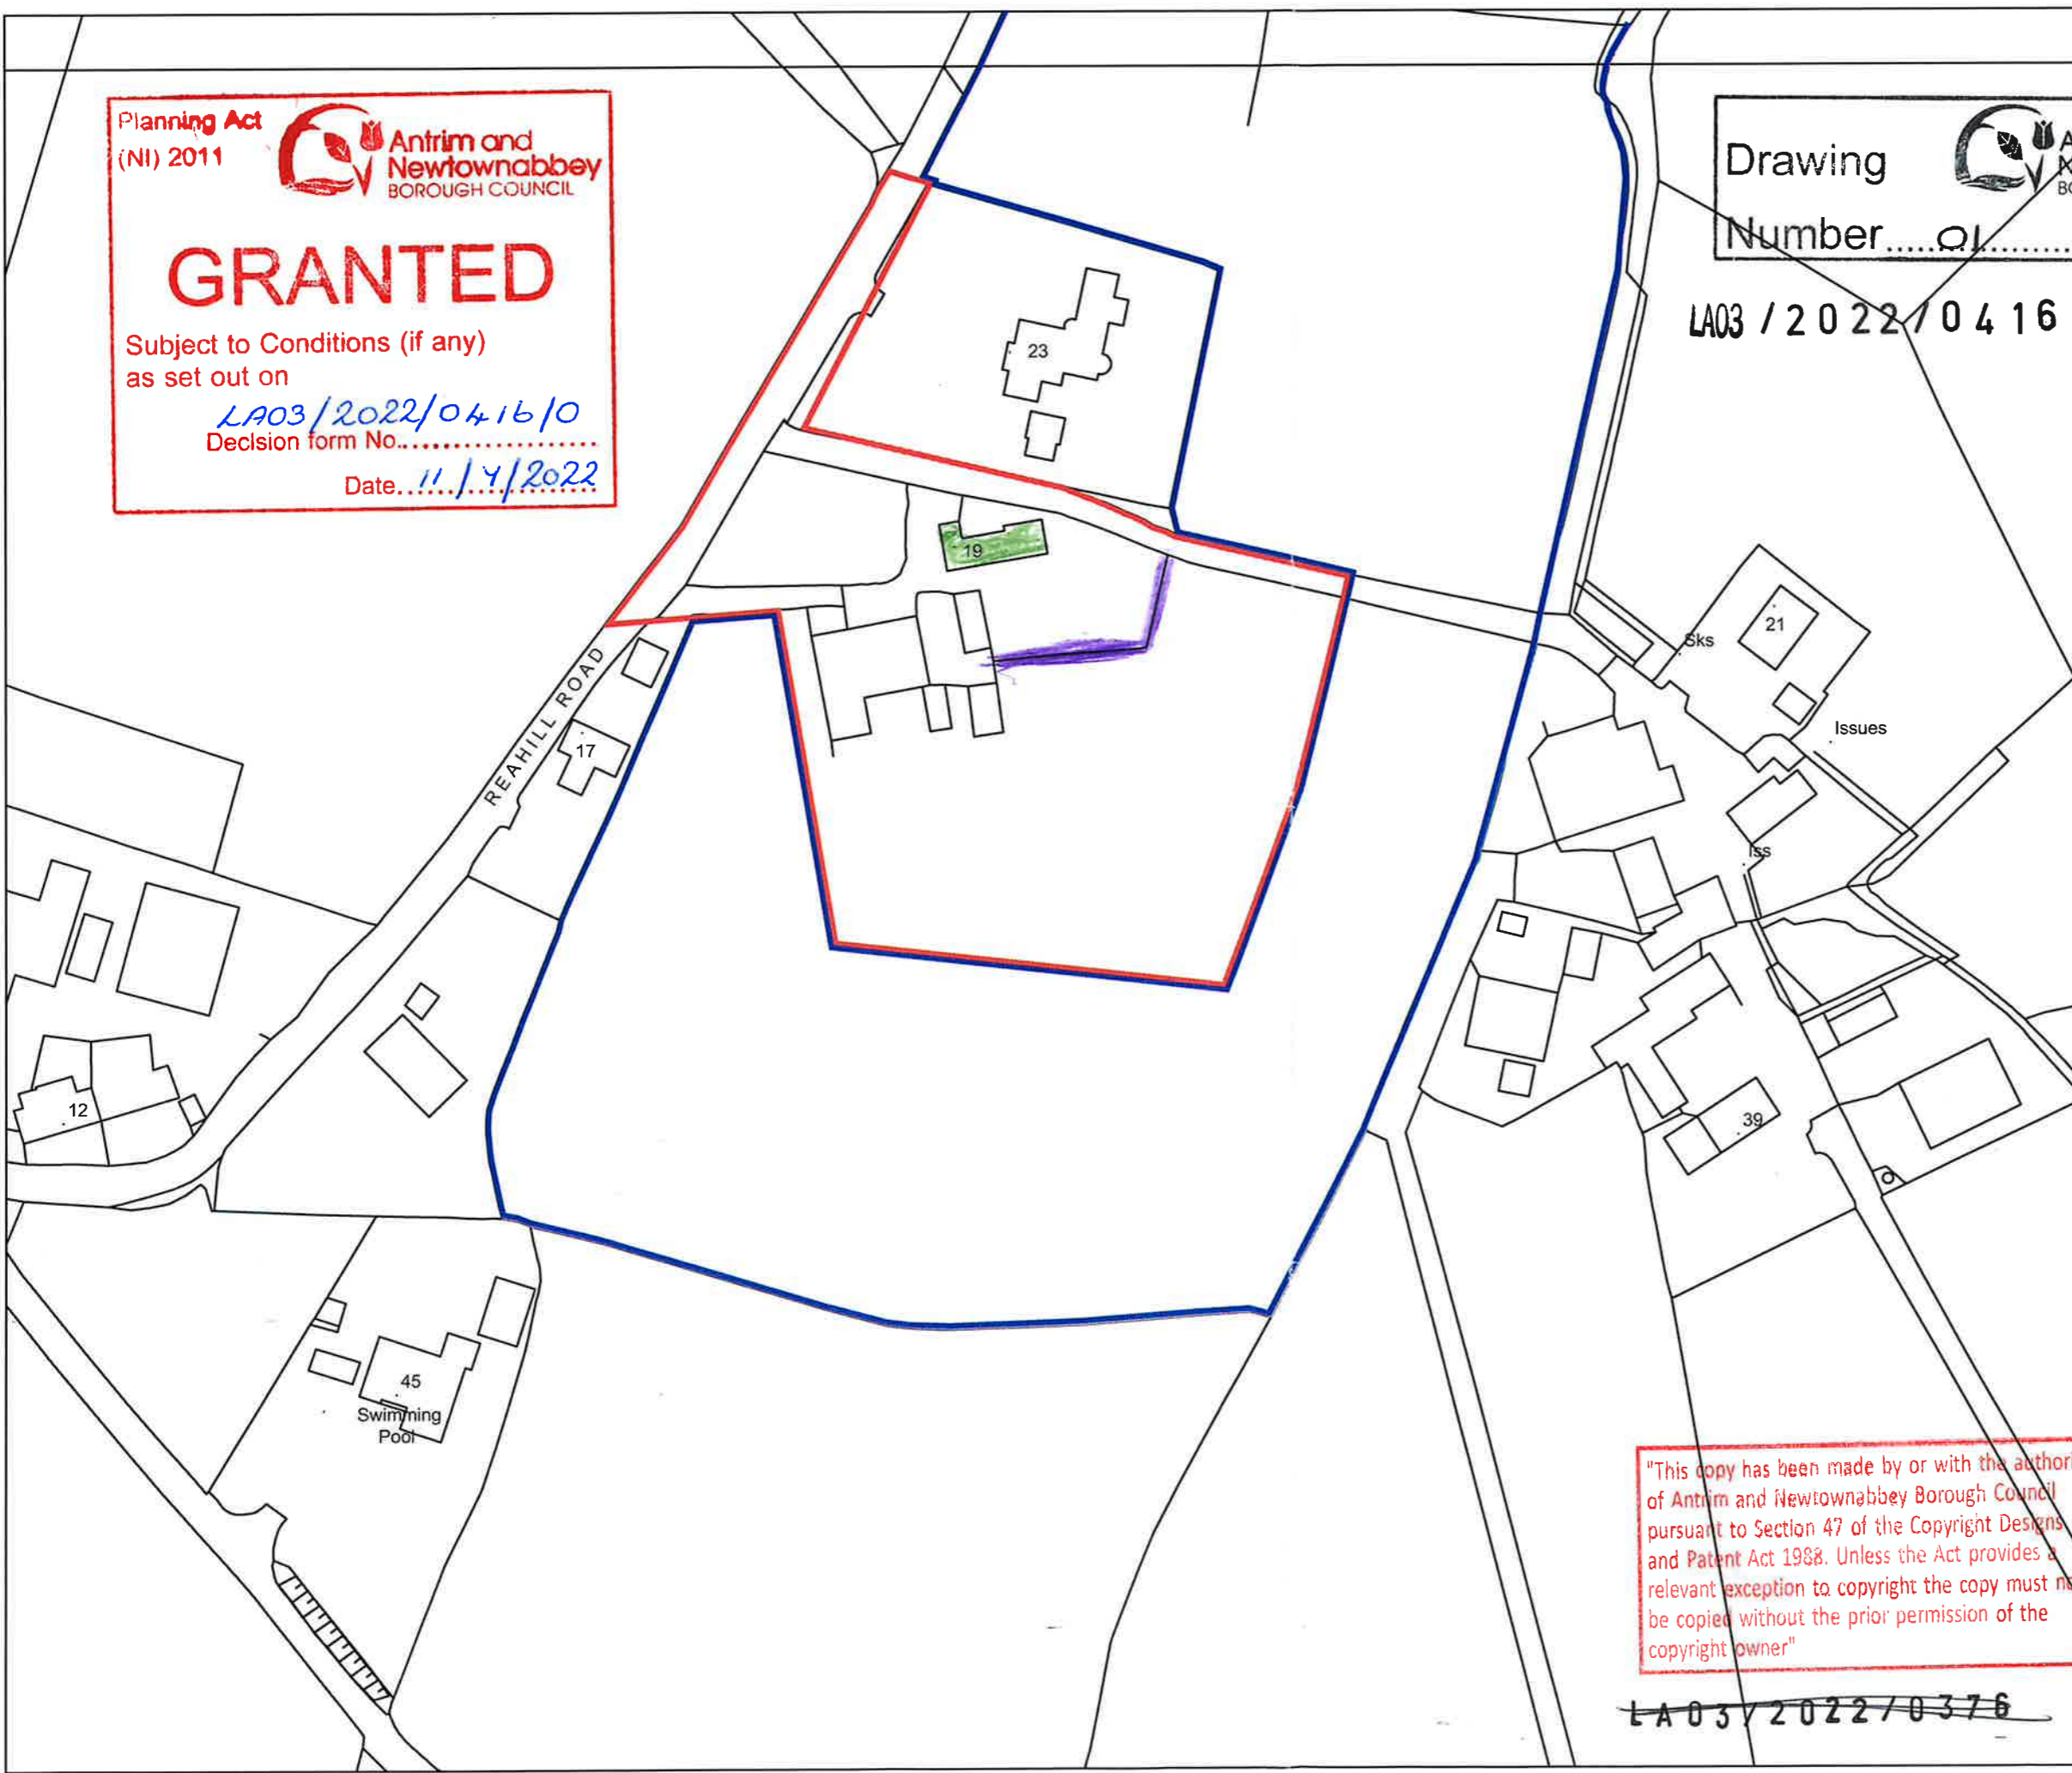 Planning Act
(NI) 2011
Antrim and
Newtownabbey
BOROUGH COUNCIL
GRANTED
Subject to Conditions (if any)
as set out on
LA03/2022/0416/O
Decision form No....................
Date..11/7/2022
Drawing
Number.....01.........
LA03/2022/0416
23
19
21
Sks
Issues
REAHILL ROAD
17
Iss
12
39
45
Swimming
Pool
"This copy has been made by or with the authori
of Antrim and Newtownabbey Borough Council
pursuant to Section 47 of the Copyright Designs
and Patent Act 1988. Unless the Act provides a
relevant exception to copyright the copy must no
be copied without the prior permission of the
copyright owner"
LA03/2022/0376